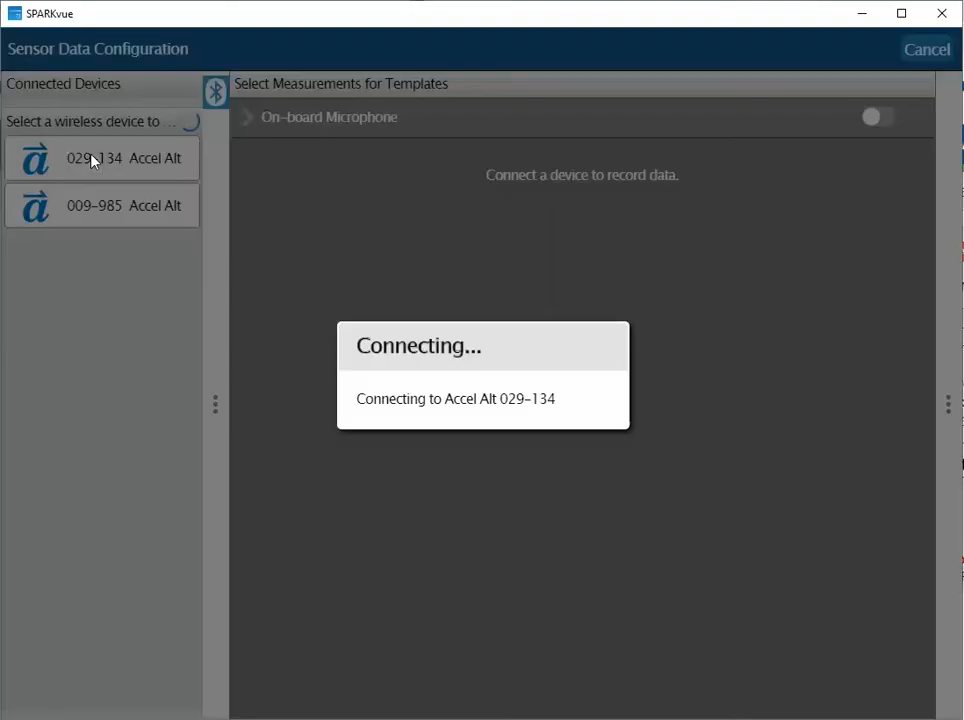 SPARKvue
Sensor Data Configuration
Cancel
Connected Devices
Select Measurements for Templates
Select a wireless device to ...
On-board Microphone
029-134 Accel Alt
Connect a device to record data.
009-985 Accel Alt
Connecting...
Connecting to Accel Alt 029-134